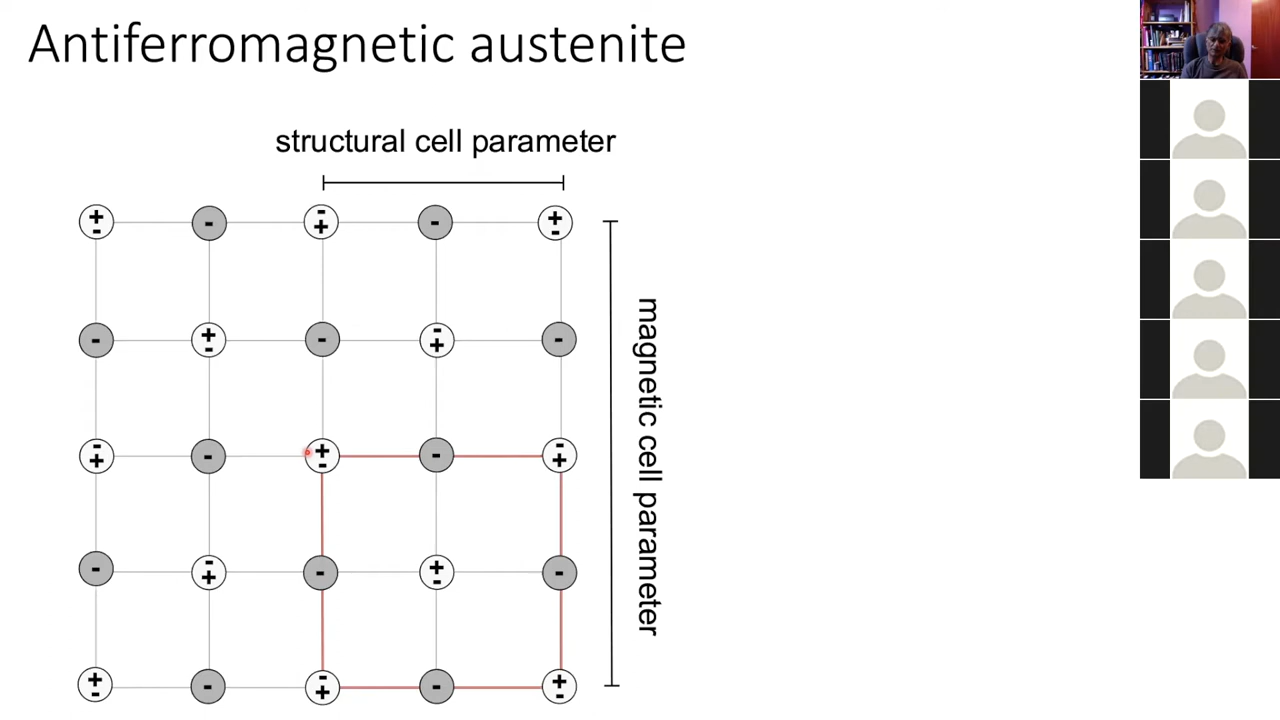 Antiferromagnetic austenite
structural cell parameter
+ - - - + - + -
-
- + - - - + -
-
- + - + - - - +
-
- - + - + - -
-
+ - - - + - + -
magnetic cell parameter